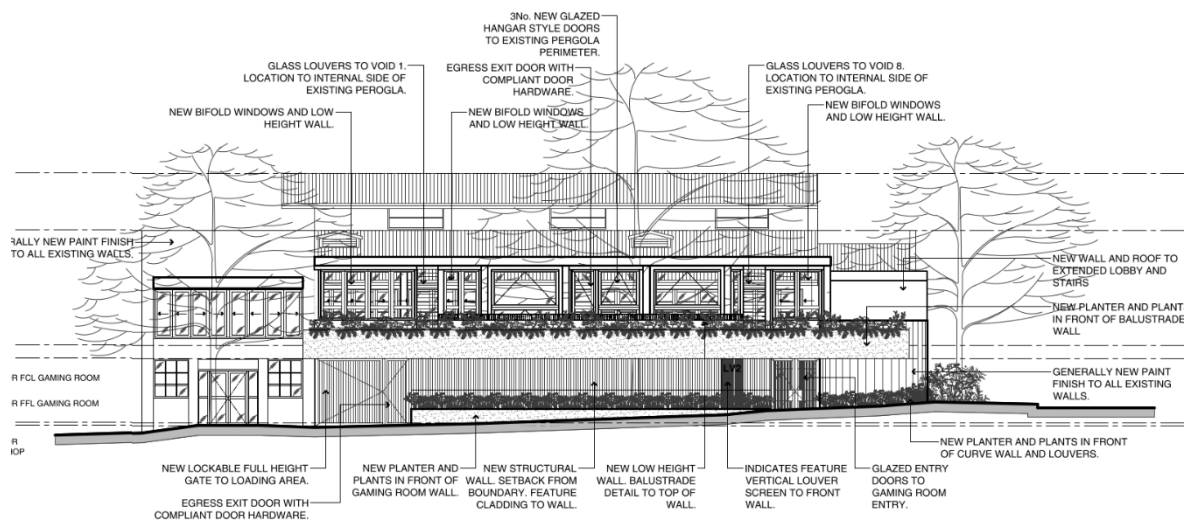 3No. NEW GLAZED
HANGAR STYLE DOORS
TO EXISTING PERGOLA
PERIMETER.
EGRESS EXIT DOOR WITH
COMPLIANT DOOR
HARDWARE.
GLASS LOUVERS TO VOID 1.
LOCATION TO INTERNAL SIDE OF
EXISTING PEROGLA.
GLASS LOUVERS TO VOID 8.
LOCATION TO INTERNAL SIDE OF
EXISTING PEROGLA.
NEW BIFOLD WINDOWS AND LOW
HEIGHT WALL.
NEW BIFOLD WINDOWS
AND LOW HEIGHT WALL.
NEW BIFOLD WINDOWS
AND LOW HEIGHT WALL.
RALLY NEW PAINT FINISH
TO ALL EXISTING WALLS.
NEW WALL AND ROOF TO
EXTENDED LOBBY AND
STAIRS
NEW PLANTER AND PLANTS
IN FRONT OF BALUSTRADE
WALL
LV2
GENERALLY NEW PAINT
FINISH TO ALL EXISTING
WALLS.
R FCL GAMING ROOM
R FFL GAMING ROOM
R
HOP
NEW PLANTER AND PLANTS IN FRONT
OF CURVE WALL AND LOUVERS.
NEW LOCKABLE FULL HEIGHT
GATE TO LOADING AREA.
EGRESS EXIT DOOR WITH
COMPLIANT DOOR HARDWARE.
NEW PLANTER AND
PLANTS IN FRONT OF
GAMING ROOM WALL.
NEW STRUCTURAL
WALL. SETBACK FROM
BOUNDARY. FEATURE
CLADDING TO WALL.
NEW LOW HEIGHT
WALL. BALUSTRADE
DETAIL TO TOP OF
WALL.
INDICATES FEATURE
VERTICAL LOUVER
SCREEN TO FRONT
WALL.
GLAZED ENTRY
DOORS TO
GAMING ROOM
ENTRY.